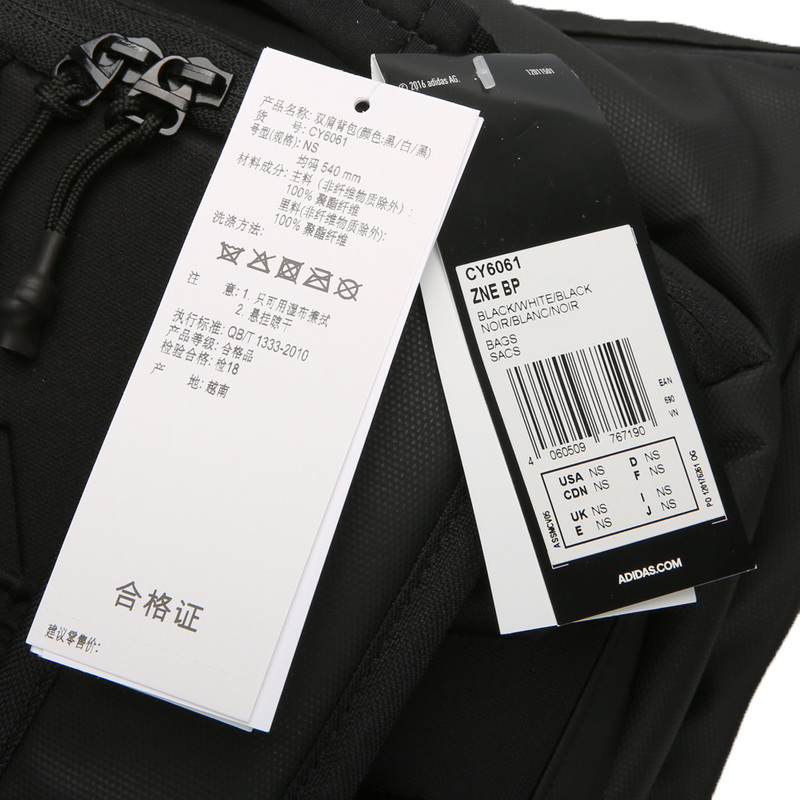 产品名称: 双肩背包(颜色:黑/白/黑)
货 号: CY6061
号型(规格): NS
均码 540 mm
材料成分: 主料 (非纤维物质除外) :
100% 聚酯纤维
里料(非纤维物质除外):
100% 聚酯纤维
洗涤方法:
注 意: 1. 只可用湿布擦拭
2. 悬挂晾干
执行标准: QB/T 1333-2010
产品等级: 合格品
检验合格: 检18
产 地: 越南
合格证
建议零售价:
© 2016 adidas AG.
CY6061
ZNE BP
BLACK/WHITE/BLACK
NOIR/BLANC/NOIR
BAGS
SACS
EAN
690
VN
4 060509 767190
USA NS D NS
CDN NS F NS
UK NS I NS
E NS J NS
ASSMCV05
ADIDAS.COM